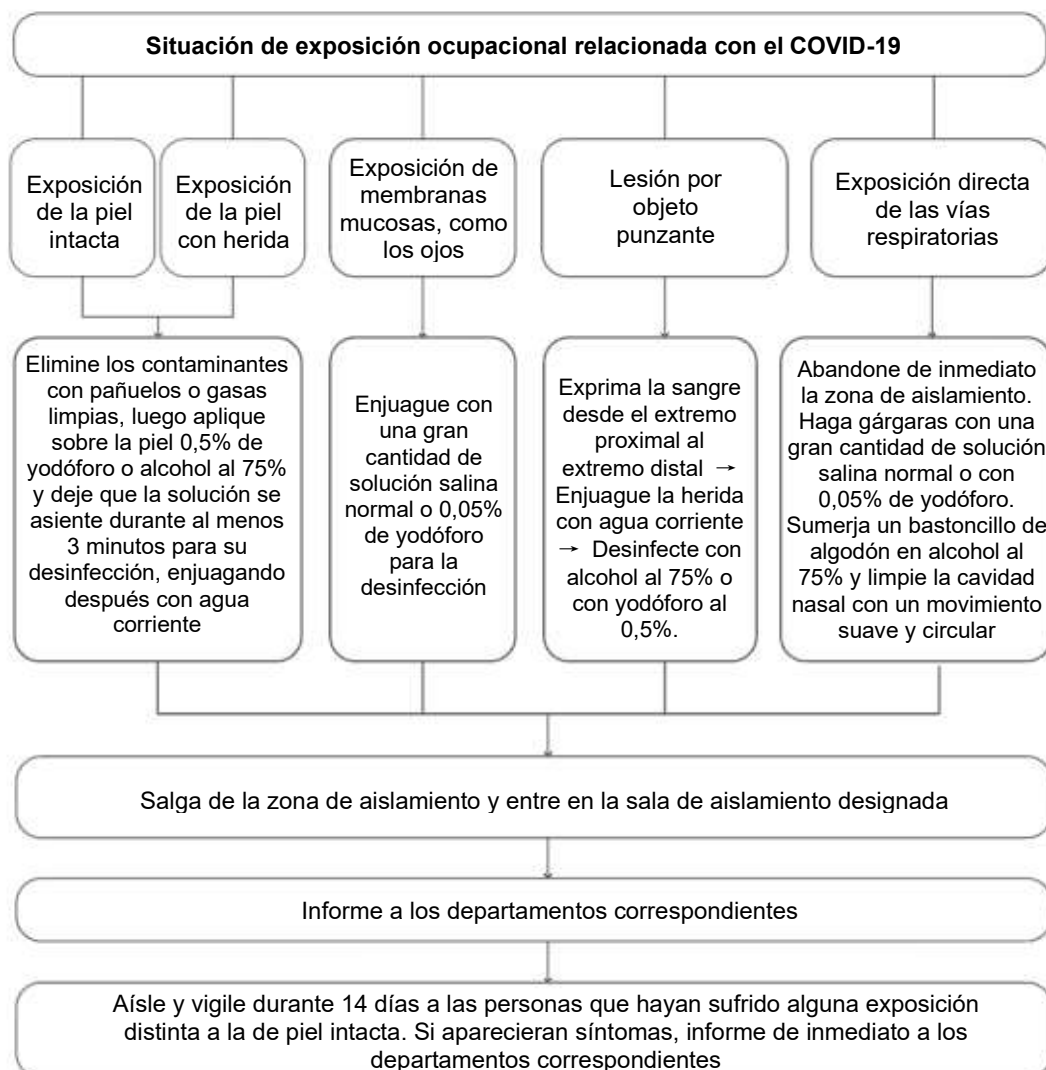 Situación de exposición ocupacional relacionada con el COVID-19
Exposición
de la piel
intacta
Exposición
de la piel
con herida
Exposición de
membranas
mucosas, como
los ojos
Lesión por
objeto
punzante
Exposición directa
de las vías
respiratorias
Elimine los contaminantes
con pañuelos o gasas
limpias, luego aplique
sobre la piel 0,5% de
yodóforo o alcohol al 75%
y deje que la solución se
asiente durante al menos
3 minutos para su
desinfección, enjuagando
después con agua
corriente
Enjuague con
una gran
cantidad de
solución salina
normal o 0,05%
de yodóforo
para la
desinfección
Exprima la sangre
desde el extremo
proximal al
extremo distal →
Enjuague la herida
con agua corriente
→ Desinfecte con
alcohol al 75% o
con yodóforo al
0,5%.
Abandone de inmediato
la zona de aislamiento.
Haga gárgaras con una
gran cantidad de solución
salina normal o con
0,05% de yodóforo.
Sumerja un bastoncillo de
algodón en alcohol al
75% y limpie la cavidad
nasal con un movimiento
suave y circular
Salga de la zona de aislamiento y entre en la sala de aislamiento designada
Informe a los departamentos correspondientes
Aísle y vigile durante 14 días a las personas que hayan sufrido alguna exposición
distinta a la de piel intacta. Si aparecieran síntomas, informe de inmediato a los
departamentos correspondientes